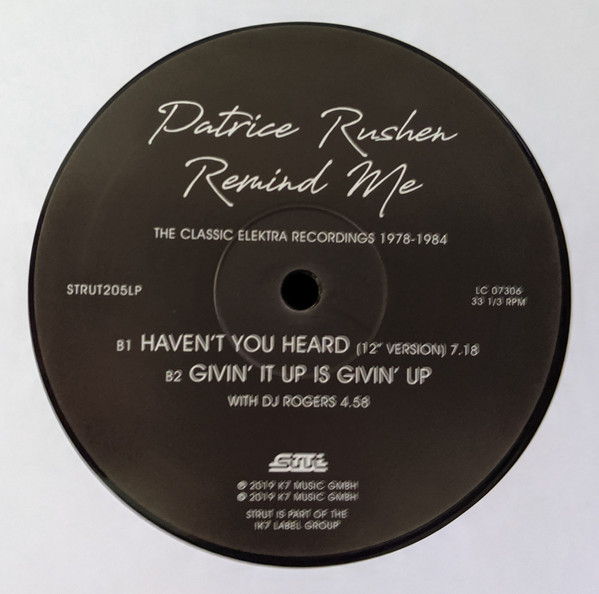 Patrice Rushen
Remind Me
THE CLASSIC ELEKTRA RECORDINGS 1978-1984
STRUT205LP
LC 07306
33 1/3 RPM
B1 HAVEN'T YOU HEARD (12" VERSION) 7.18
B2 GIVIN' IT UP IS GIVIN' UP
WITH DJ ROGERS 4.58
STRUT
℗ 2019 K7 MUSIC GMBH
© 2019 K7 MUSIC GMBH
STRUT IS PART OF THE
!K7 LABEL GROUP